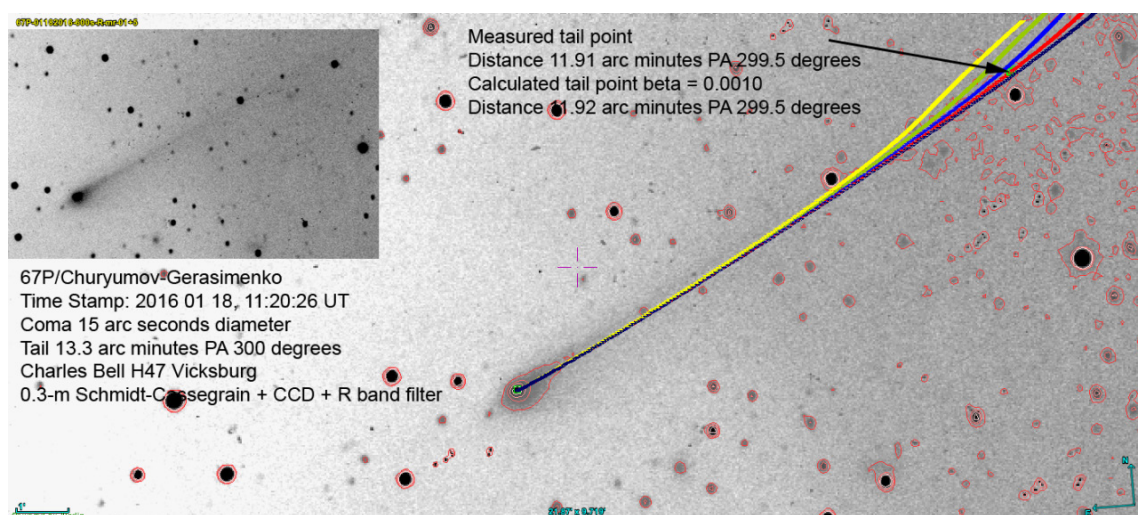 Measured tail point
Distance 11.91 arc minutes PA 299.5 degrees
Calculated tail point beta = 0.0010
Distance 11.92 arc minutes PA 299.5 degrees
67P/Churyumov-Gerasimenko
Time Stamp: 2016 01 18, 11:20:26 UT
Coma 15 arc seconds diameter
Tail 13.3 arc minutes PA 300 degrees
Charles Bell H47 Vicksburg
0.3-m Schmidt-Cassegrain + CCD + R band filter
1'
N
E